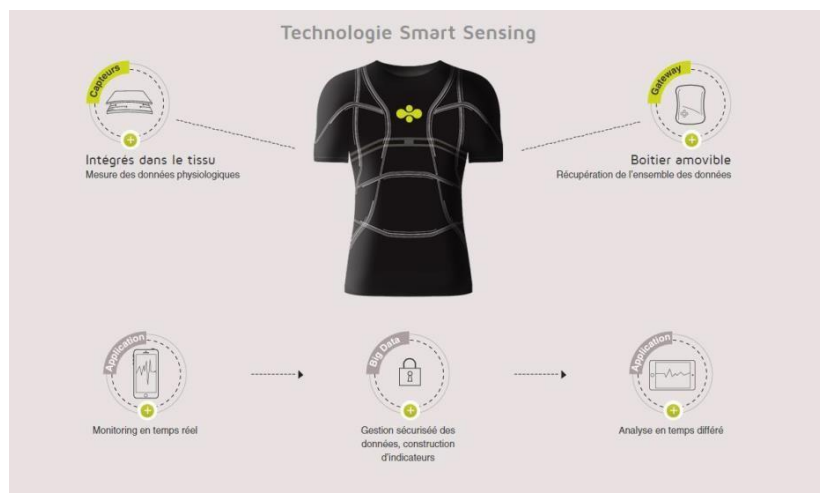 Technologie Smart Sensing
Capteurs
Intégrés dans le tissu
Mesure des données physiologiques
Gateway
Boitier amovible
Récupération de l'ensemble des données
Application
Monitoring en temps réel
Big Data
Gestion sécuriséé des
données, construction
d'indicateurs
Application
Analyse en temps différé